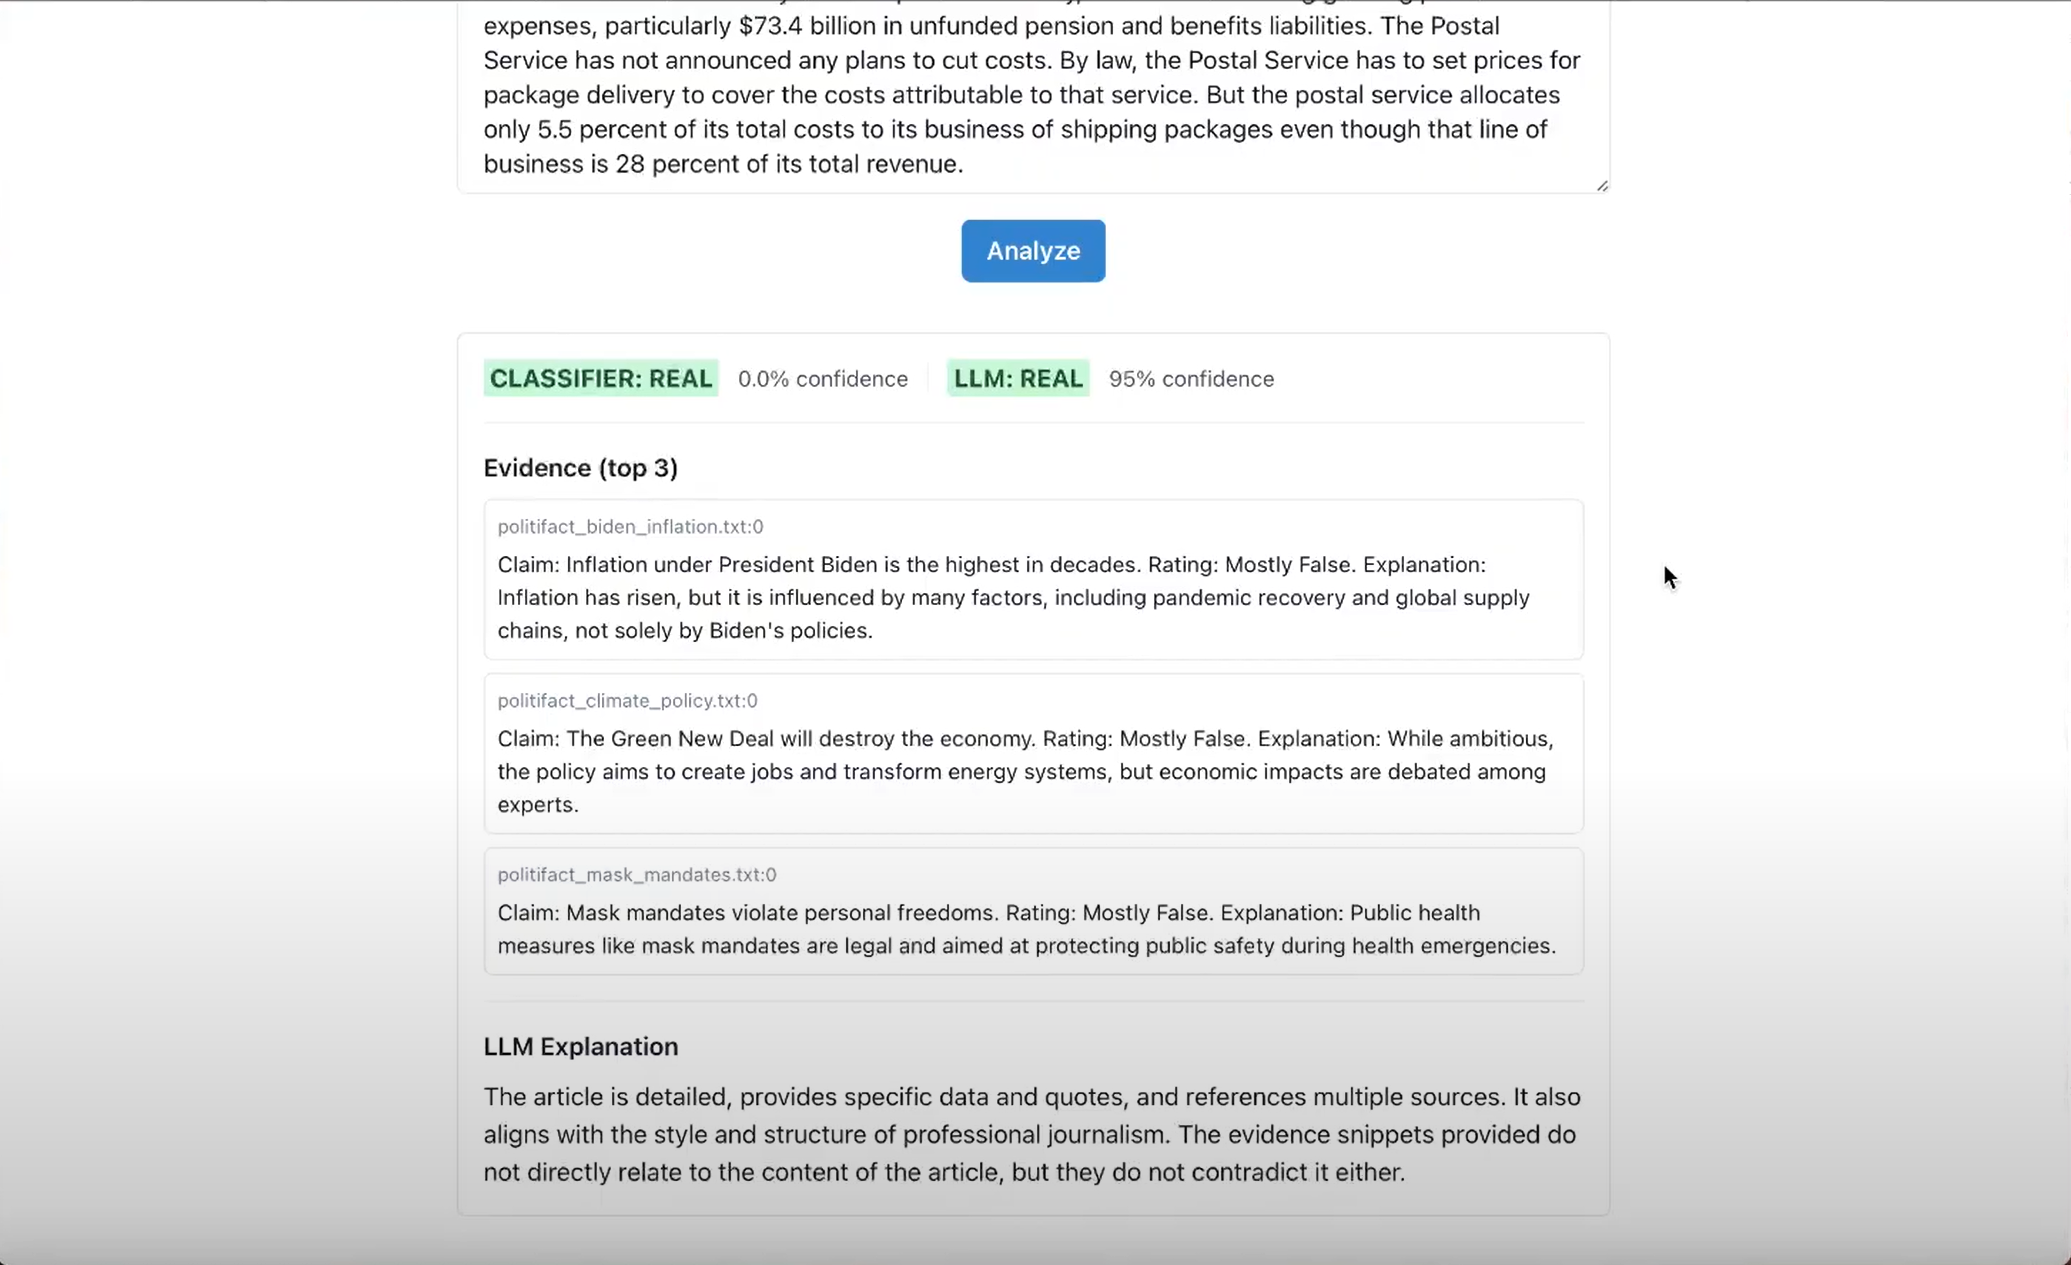 expenses, particularly $73.4 billion in unfunded pension and benefits liabilities. The Postal
Service has not announced any plans to cut costs. By law, the Postal Service has to set prices for
package delivery to cover the costs attributable to that service. But the postal service allocates
only 5.5 percent of its total costs to its business of shipping packages even though that line of
business is 28 percent of its total revenue.
Analyze
CLASSIFIER: REAL 0.0% confidence LLM: REAL 95% confidence
Evidence (top 3)
politifact_biden_inflation.txt:0
Claim: Inflation under President Biden is the highest in decades. Rating: Mostly False. Explanation:
Inflation has risen, but it is influenced by many factors, including pandemic recovery and global supply
chains, not solely by Biden's policies.
politifact_climate_policy.txt:0
Claim: The Green New Deal will destroy the economy. Rating: Mostly False. Explanation: While ambitious,
the policy aims to create jobs and transform energy systems, but economic impacts are debated among
experts.
politifact_mask_mandates.txt:0
Claim: Mask mandates violate personal freedoms. Rating: Mostly False. Explanation: Public health
measures like mask mandates are legal and aimed at protecting public safety during health emergencies.
LLM Explanation
The article is detailed, provides specific data and quotes, and references multiple sources. It also
aligns with the style and structure of professional journalism. The evidence snippets provided do
not directly relate to the content of the article, but they do not contradict it either.